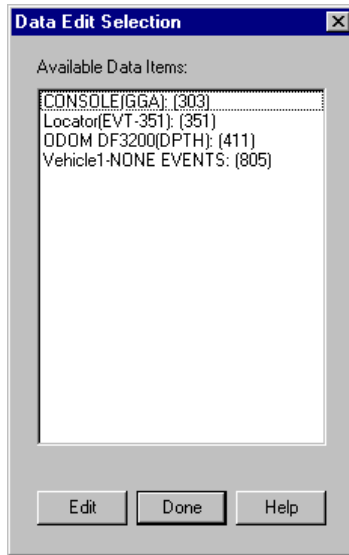 Data Edit Selection
Available Data Items:
CONSOLE(GGA): (303)
Locator(EVT-351): (351)
ODOM DF3200(DPTH): (411)
Vehicle1-NONE EVENTS: (805)
Edit Done Help